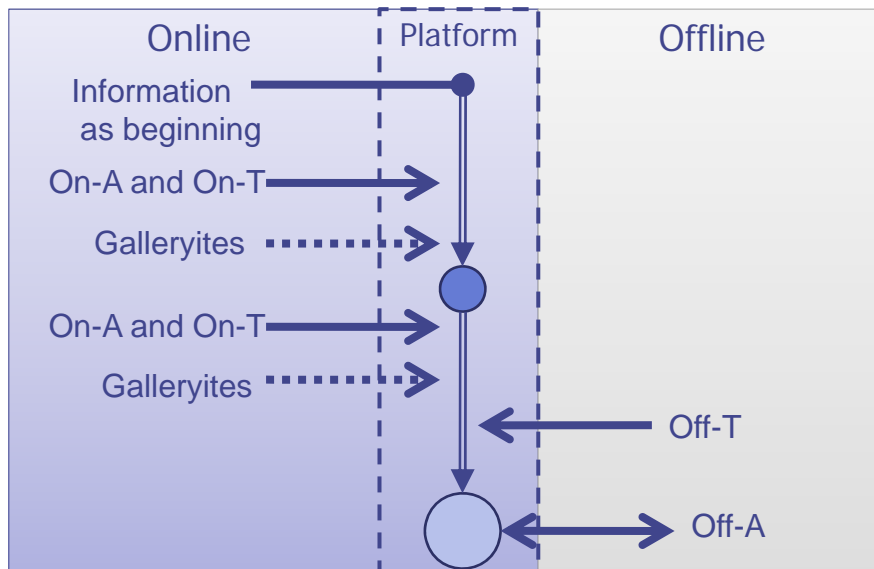 Online
Platform
Offline
Information
as beginning
On-A and On-T
Galleryites
On-A and On-T
Galleryites
Off-T
Off-A